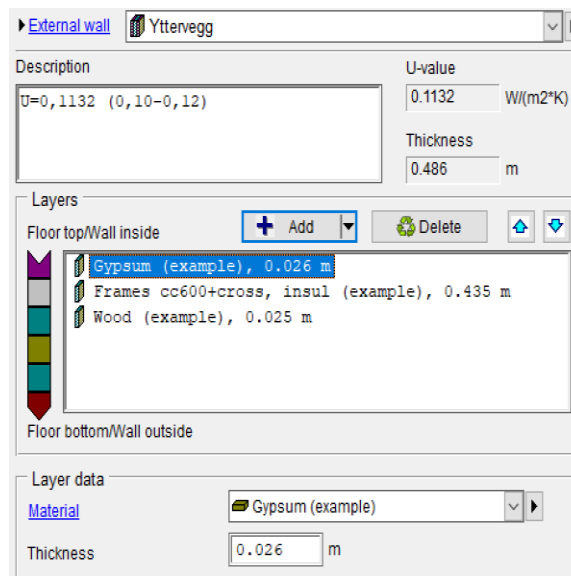 External wall Yttervegg
Description
U-value
U=0,1132 (0,10-0,12)
0.1132 W/(m2*K)
Thickness
0.486 m
Layers
Floor top/Wall inside
Add
Delete
Gypsum (example), 0.026 m
Frames cc600+cross, insul (example), 0.435 m
Wood (example), 0.025 m
Floor bottom/Wall outside
Layer data
Material
Gypsum (example)
Thickness
0.026 m